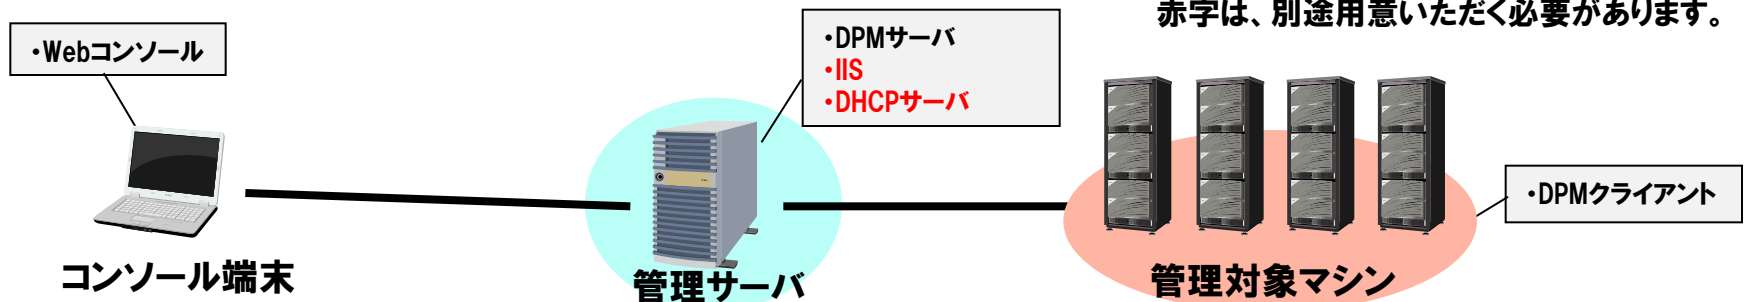 赤字は、別途用意いただく必要があります。
・Webコンソール
・DPMサーバ
・IIS
・DHCPサーバ
・DPMクライアント
コンソール端末
管理サーバ
管理対象マシン